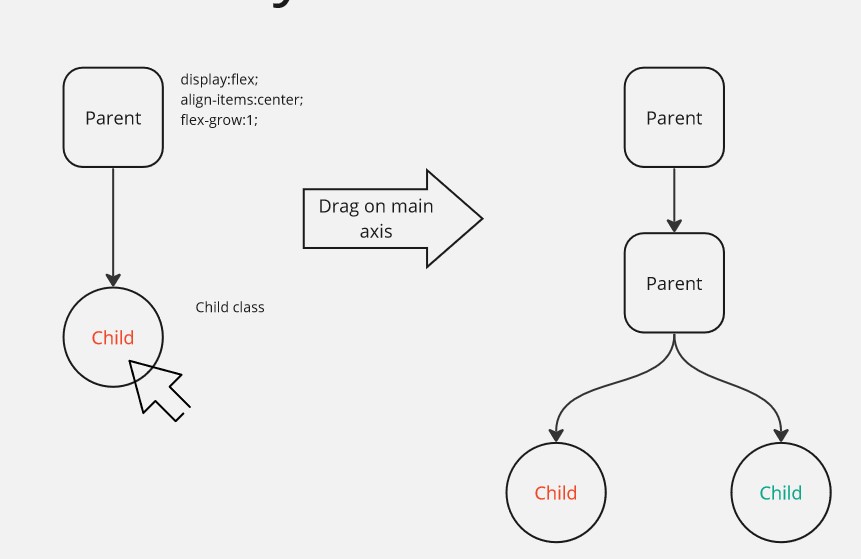 Parent
display:flex;
align-items:center;
flex-grow:1;
Child class
Child
Drag on main
axis
Parent
Parent
Child
Child